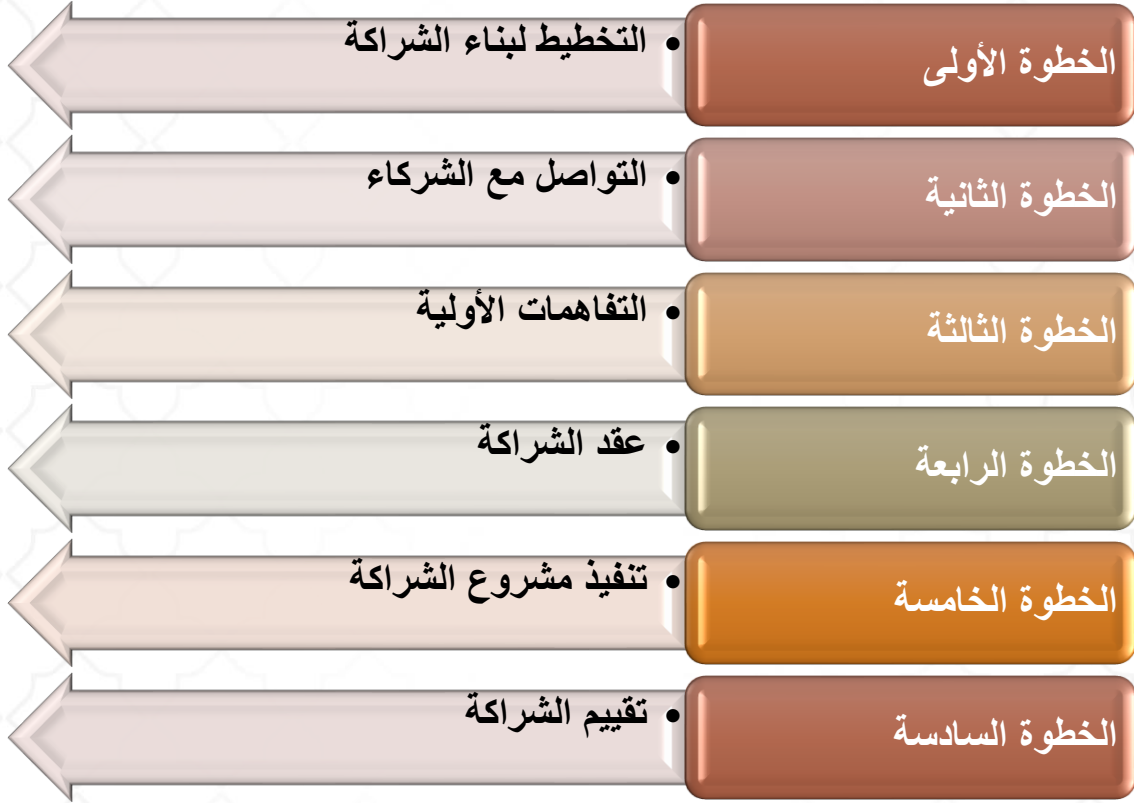 الخطوة الأولى
• التخطيط لبناء الشراكة
الخطوة الثانية
• التواصل مع الشركاء
الخطوة الثالثة
• التفاهمات الأولية
الخطوة الرابعة
• عقد الشراكة
الخطوة الخامسة
• تنفيذ مشروع الشراكة
الخطوة السادسة
• تقييم الشراكة